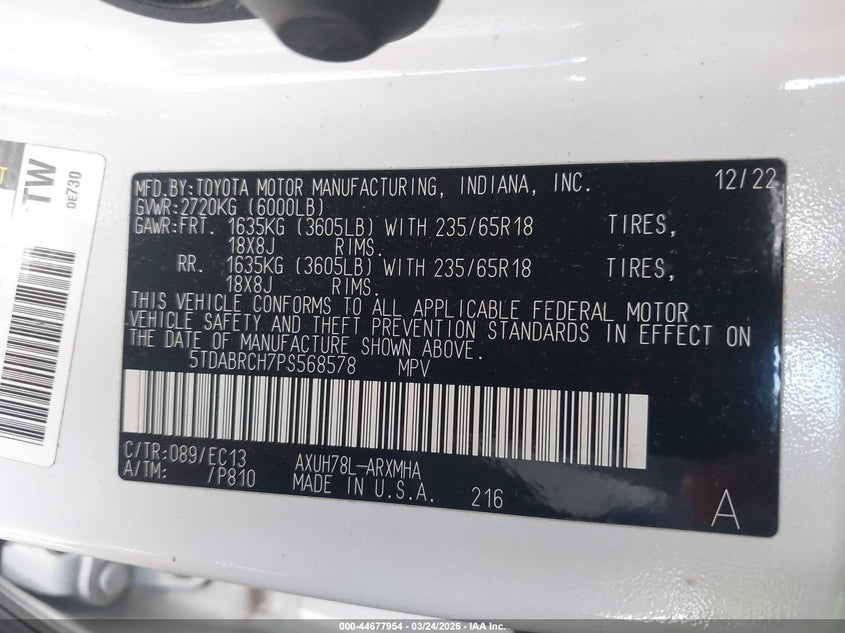 T
TW
0E730
MFD.BY:TOYOTA MOTOR MANUFACTURING, INDIANA, INC. 12/22
GVWR:2720KG (6000LB)
GAWR:FRT. 1635KG (3605LB) WITH 235/65R18 TIRES,
18X8J RIMS.
RR. 1635KG (3605LB) WITH 235/65R18 TIRES,
18X8J RIMS.
THIS VEHICLE CONFORMS TO ALL APPLICABLE FEDERAL MOTOR
VEHICLE SAFETY AND THEFT PREVENTION STANDARDS IN EFFECT ON
THE DATE OF MANUFACTURE SHOWN ABOVE.
5TDABRCH7PS568578 MPV
C/TR:089/EC13 AXUH78L-ARXMHA
A/TM: /P810 MADE IN U.S.A. 216
A
000-44677954 - 03/24/2026 - IAA Inc.